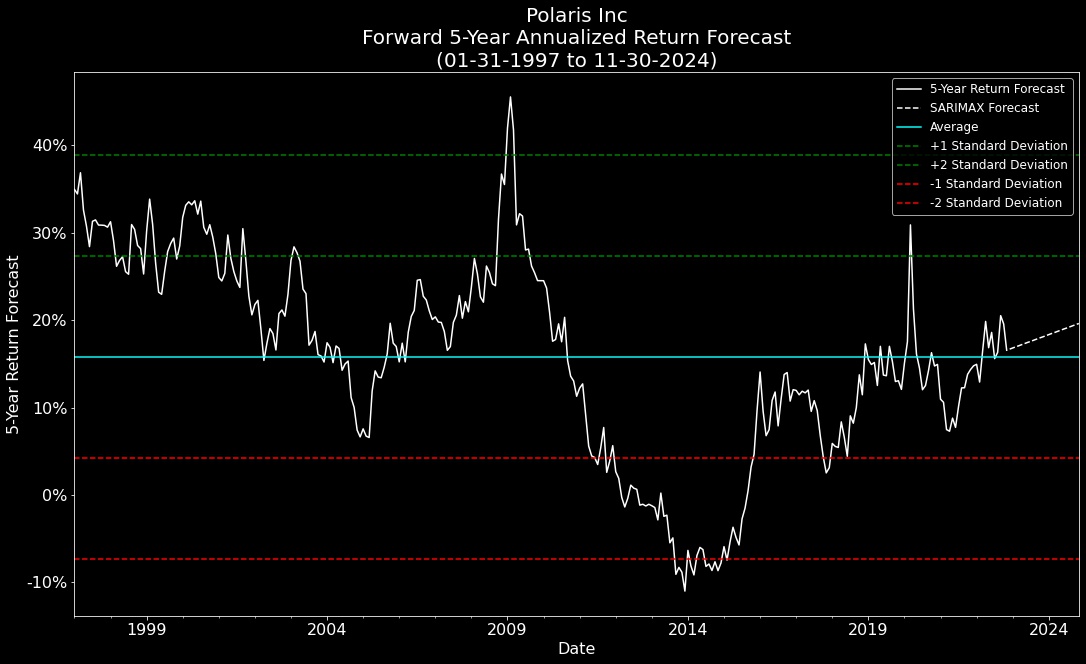 Polaris Inc
Forward 5-Year Annualized Return Forecast
(01-31-1997 to 11-30-2024)
5-Year Return Forecast
SARIMAX Forecast
Average
+1 Standard Deviation
+2 Standard Deviation
-1 Standard Deviation
-2 Standard Deviation
5-Year Return Forecast
40%
30%
20%
10%
0%
-10%
1999
2004
2009
2014
2019
2024
Date